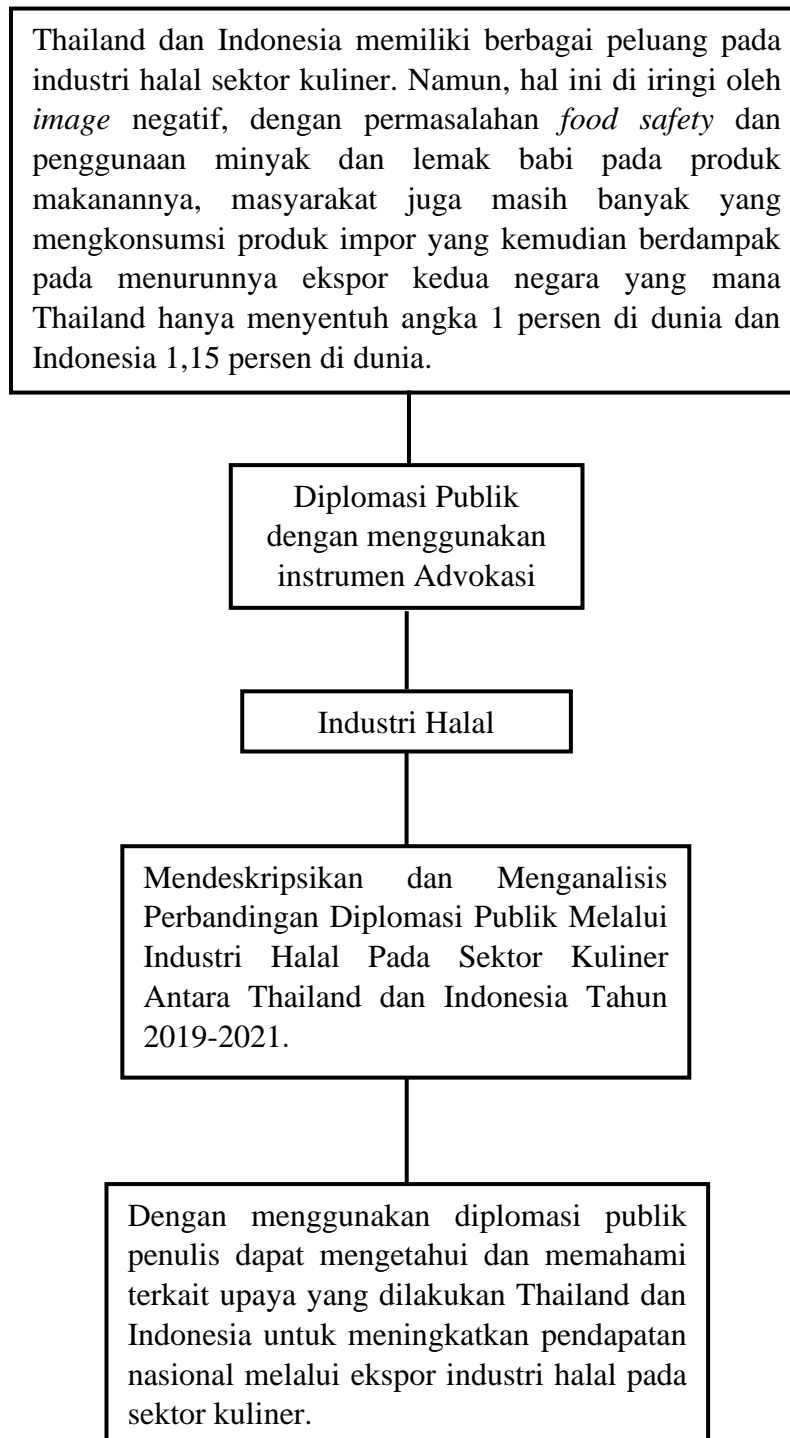 Thailand dan Indonesia memiliki berbagai peluang pada
industri halal sektor kuliner. Namun, hal ini di iringi oleh
image negatif, dengan permasalahan food safety dan
penggunaan minyak dan lemak babi pada produk
makanannya, masyarakat juga masih banyak yang
mengkonsumsi produk impor yang kemudian berdampak
pada menurunnya ekspor kedua negara yang mana
Thailand hanya menyentuh angka 1 persen di dunia dan
Indonesia 1,15 persen di dunia.
Diplomasi Publik
dengan menggunakan
instrumen Advokasi
Industri Halal
Mendeskripsikan dan Menganalisis
Perbandingan Diplomasi Publik Melalui
Industri Halal Pada Sektor Kuliner
Antara Thailand dan Indonesia Tahun
2019-2021.
Dengan menggunakan diplomasi publik
penulis dapat mengetahui dan memahami
terkait upaya yang dilakukan Thailand dan
Indonesia untuk meningkatkan pendapatan
nasional melalui ekspor industri halal pada
sektor kuliner.